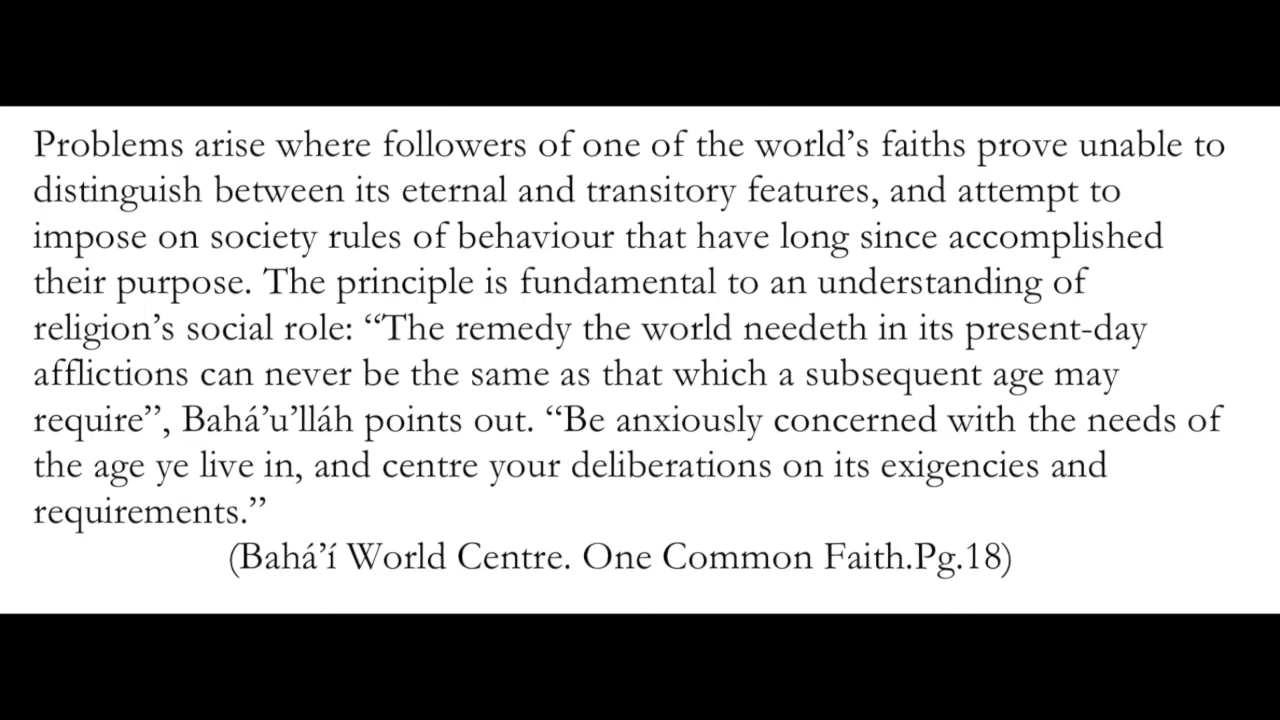 Problems arise where followers of one of the world’s faiths prove unable to
distinguish between its eternal and transitory features, and attempt to
impose on society rules of behaviour that have long since accomplished
their purpose. The principle is fundamental to an understanding of
religion’s social role: “The remedy the world needeth in its present-day
afflictions can never be the same as that which a subsequent age may
require”, Bahá’u’lláh points out. “Be anxiously concerned with the needs of
the age ye live in, and centre your deliberations on its exigencies and
requirements.”
(Bahá’í World Centre. One Common Faith.Pg.18)